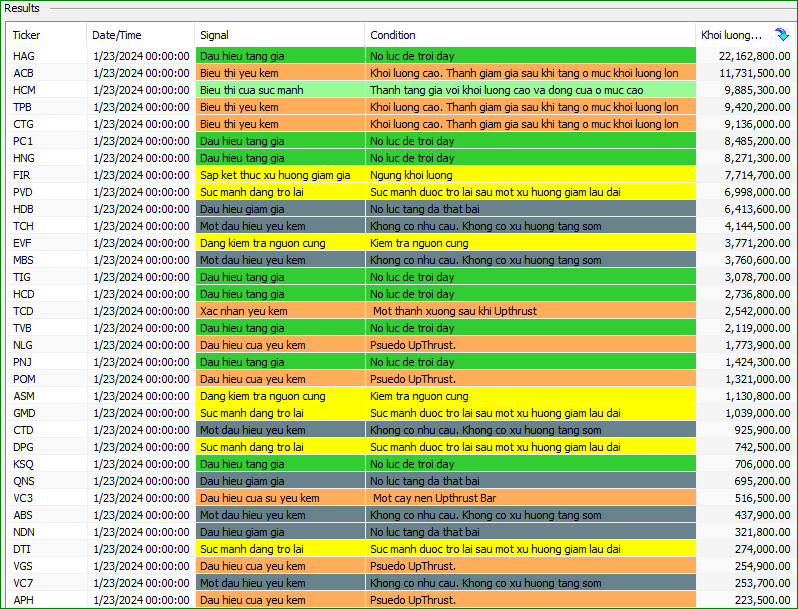 Results
Ticker Date/Time Signal Condition Khoi luong...
HAG 1/23/2024 00:00:00 Dau hieu tang gia No luc de troi day 22,162,800.00
ACB 1/23/2024 00:00:00 Bieu thi yeu kem Khoi luong cao. Thanh giam gia sau khi tang o muc khoi luong lon 11,731,500.00
HCM 1/23/2024 00:00:00 Bieu thi cua suc manh Thanh tang gia voi khoi luong cao va dong cua o muc cao 9,885,300.00
TPB 1/23/2024 00:00:00 Bieu thi yeu kem Khoi luong cao. Thanh giam gia sau khi tang o muc khoi luong lon 9,420,200.00
CTG 1/23/2024 00:00:00 Bieu thi yeu kem Khoi luong cao. Thanh giam gia sau khi tang o muc khoi luong lon 9,136,000.00
PC1 1/23/2024 00:00:00 Dau hieu tang gia No luc de troi day 8,485,200.00
HNG 1/23/2024 00:00:00 Dau hieu tang gia No luc de troi day 8,271,300.00
FIR 1/23/2024 00:00:00 Sap ket thuc xu huong giam gia Ngung khoi luong 7,714,700.00
PVD 1/23/2024 00:00:00 Suc manh dang tro lai Suc manh duoc tro lai sau mot xu huong giam lau dai 6,998,000.00
HDB 1/23/2024 00:00:00 Dau hieu giam gia No luc tang da that bai 6,413,600.00
TCH 1/23/2024 00:00:00 Mot dau hieu yeu kem Khong co nhu cau. Khong co xu huong tang som 4,144,500.00
EVF 1/23/2024 00:00:00 Dang kiem tra nguon cung Kiem tra nguon cung 3,771,200.00
MBS 1/23/2024 00:00:00 Mot dau hieu yeu kem Khong co nhu cau. Khong co xu huong tang som 3,760,600.00
TIG 1/23/2024 00:00:00 Dau hieu tang gia No luc de troi day 3,078,700.00
HCD 1/23/2024 00:00:00 Dau hieu tang gia No luc de troi day 2,736,800.00
TCD 1/23/2024 00:00:00 Xac nhan yeu kem Mot thanh xuong sau khi Upthrust 2,542,000.00
TVB 1/23/2024 00:00:00 Dau hieu tang gia No luc de troi day 2,119,000.00
NLG 1/23/2024 00:00:00 Dau hieu cua yeu kem Psuedo UpThrust. 1,773,900.00
PNJ 1/23/2024 00:00:00 Dau hieu tang gia No luc de troi day 1,424,300.00
POM 1/23/2024 00:00:00 Dau hieu cua yeu kem Psuedo UpThrust. 1,321,000.00
ASM 1/23/2024 00:00:00 Dang kiem tra nguon cung Kiem tra nguon cung 1,130,800.00
GMD 1/23/2024 00:00:00 Suc manh dang tro lai Suc manh duoc tro lai sau mot xu huong giam lau dai 1,039,000.00
CTD 1/23/2024 00:00:00 Mot dau hieu yeu kem Khong co nhu cau. Khong co xu huong tang som 925,900.00
DPG 1/23/2024 00:00:00 Suc manh dang tro lai Suc manh duoc tro lai sau mot xu huong giam lau dai 742,500.00
KSQ 1/23/2024 00:00:00 Dau hieu tang gia No luc de troi day 706,000.00
QNS 1/23/2024 00:00:00 Dau hieu giam gia No luc tang da that bai 695,200.00
VC3 1/23/2024 00:00:00 Dau hieu cua su yeu kem Mot cay nen Upthrust Bar 516,500.00
ABS 1/23/2024 00:00:00 Mot dau hieu yeu kem Khong co nhu cau. Khong co xu huong tang som 437,900.00
NDN 1/23/2024 00:00:00 Dau hieu giam gia No luc tang da that bai 321,800.00
DTI 1/23/2024 00:00:00 Suc manh dang tro lai Suc manh duoc tro lai sau mot xu huong giam lau dai 274,000.00
VGS 1/23/2024 00:00:00 Dau hieu cua yeu kem Psuedo UpThrust. 254,900.00
VC7 1/23/2024 00:00:00 Mot dau hieu yeu kem Khong co nhu cau. Khong co xu huong tang som 253,700.00
APH 1/23/2024 00:00:00 Dau hieu cua yeu kem Psuedo UpThrust. 223,500.00